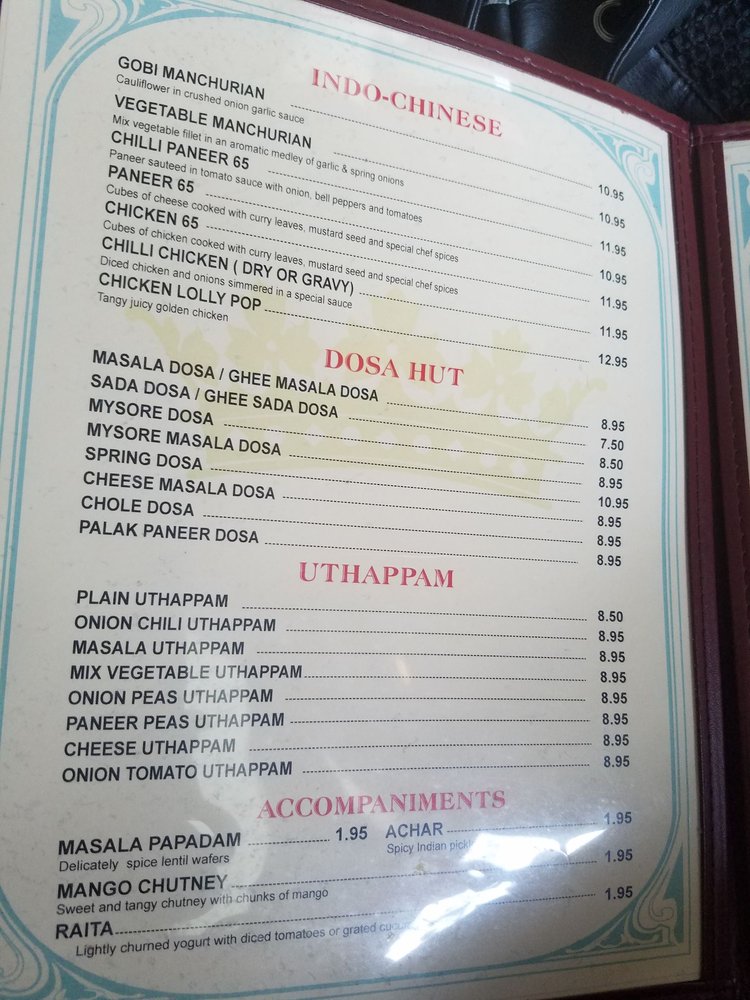 INDO-CHINESE
GOBI MANCHURIAN 10.95
Cauliflower in crushed onion garlic sauce
VEGETABLE MANCHURIAN 10.95
Mix vegetable fillet in an aromatic medley of garlic & spring onions
CHILLI PANEER 65 11.95
Paneer sauteed in tomato sauce with onion, bell peppers and tomatoes
PANEER 65 10.95
Cubes of cheese cooked with curry leaves, mustard seed and special chef spices
CHICKEN 65 11.95
Cubes of chicken cooked with curry leaves, mustard seed and special chef spices
CHILLI CHICKEN ( DRY OR GRAVY) 11.95
Diced chicken and onions simmered in a special sauce
CHICKEN LOLLY POP 12.95
Tangy juicy golden chicken
DOSA HUT
MASALA DOSA / GHEE MASALA DOSA 8.95
SADA DOSA / GHEE SADA DOSA 7.50
MYSORE DOSA 8.50
MYSORE MASALA DOSA 8.95
SPRING DOSA 10.95
CHEESE MASALA DOSA 8.95
CHOLE DOSA 8.95
PALAK PANEER DOSA 8.95
UTHAPPAM
PLAIN UTHAPPAM 8.50
ONION CHILI UTHAPPAM 8.95
MASALA UTHAPPAM 8.95
MIX VEGETABLE UTHAPPAM 8.95
ONION PEAS UTHAPPAM 8.95
PANEER PEAS UTHAPPAM 8.95
CHEESE UTHAPPAM 8.95
ONION TOMATO UTHAPPAM 8.95
ACCOMPANIMENTS
MASALA PAPADAM 1.95
Delicately spice lentil wafers
ACHAR 1.95
Spicy Indian
MANGO CHUTNEY 1.95
Sweet and tangy chutney with chunks of mango
RAITA 1.95
Lightly churned yogurt with diced tomatoes or grated